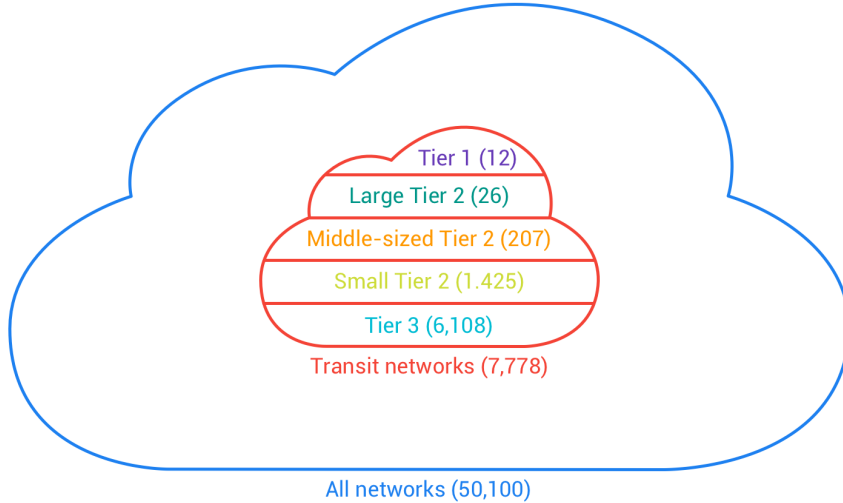 Tier 1 (12)
Large Tier 2 (26)
Middle-sized Tier 2 (207)
Small Tier 2 (1.425)
Tier 3 (6,108)
Transit networks (7,778)
All networks (50,100)